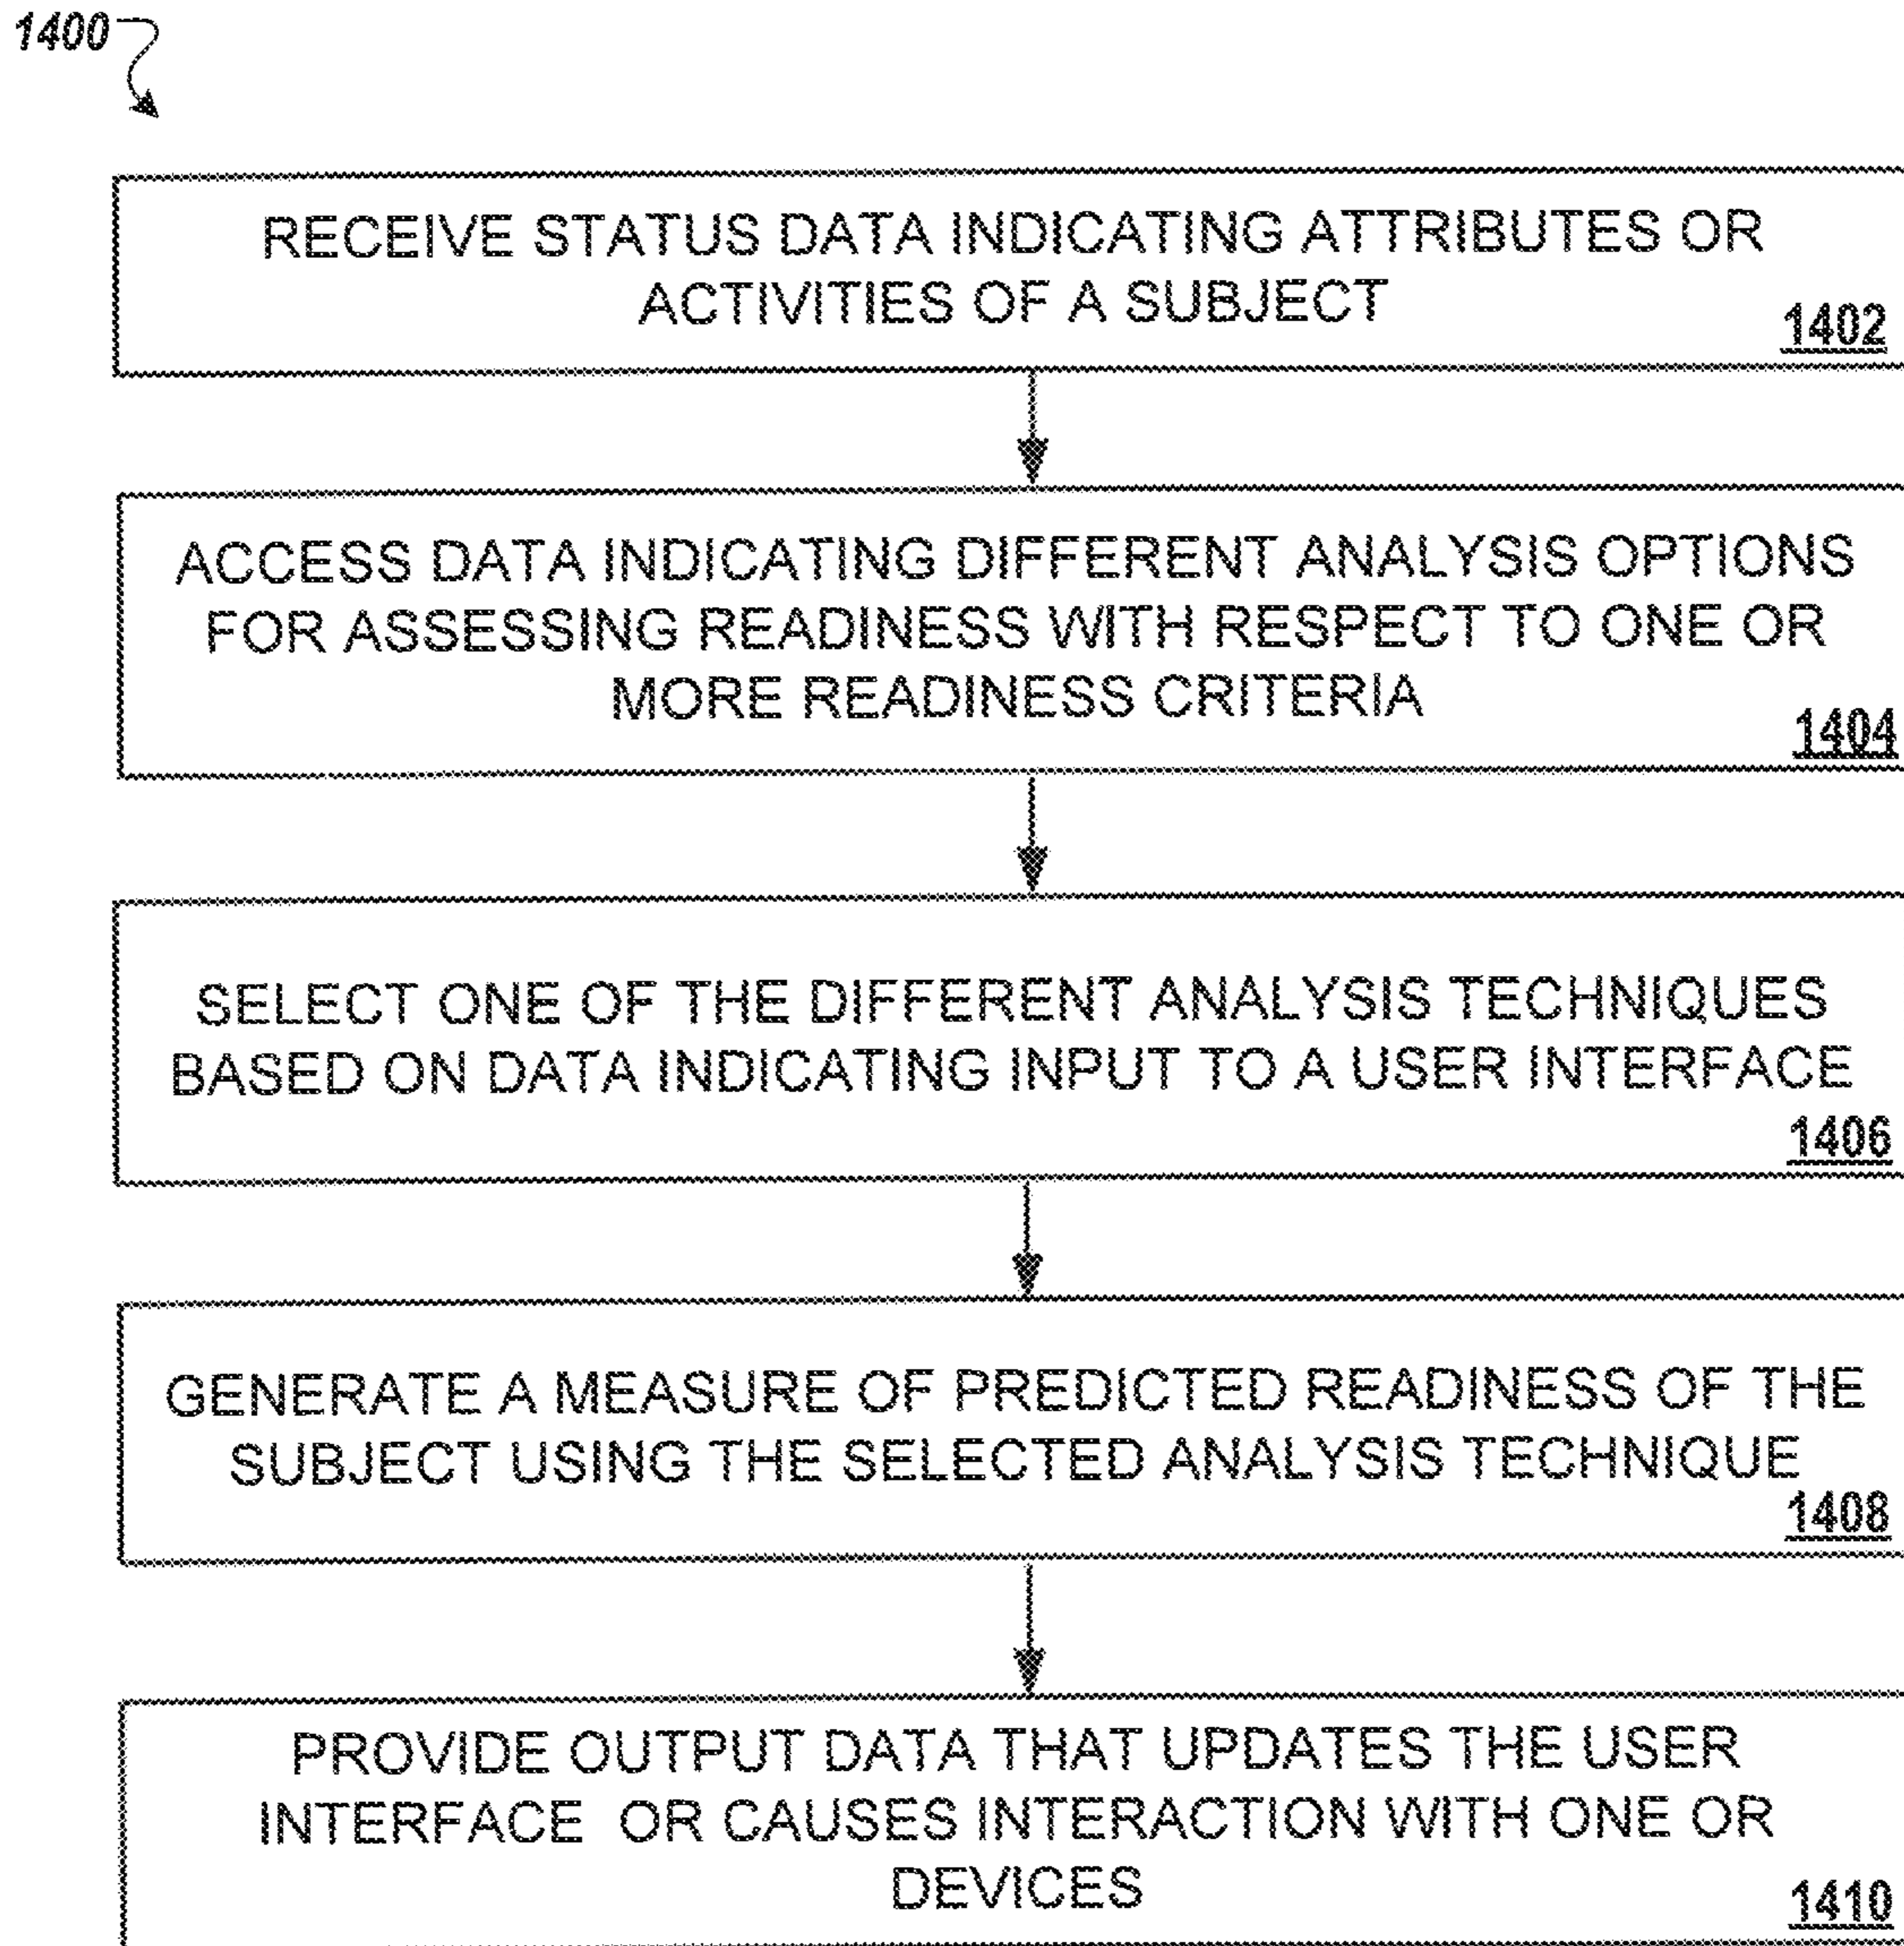 1400
RECEIVE STATUS DATA INDICATING ATTRIBUTES OR
ACTIVITIES OF A SUBJECT
1402
ACCESS DATA INDICATING DIFFERENT ANALYSIS OPTIONS
FOR ASSESSING READINESS WITH RESPECT TO ONE OR
MORE READINESS CRITERIA
1404
SELECT ONE OF THE DIFFERENT ANALYSIS TECHNIQUES
BASED ON DATA INDICATING INPUT TO A USER INTERFACE
1406
GENERATE A MEASURE OF PREDICTED READINESS OF THE
SUBJECT USING THE SELECTED ANALYSIS TECHNIQUE
1408
PROVIDE OUTPUT DATA THAT UPDATES THE USER
INTERFACE OR CAUSES INTERACTION WITH ONE OR
DEVICES
1410